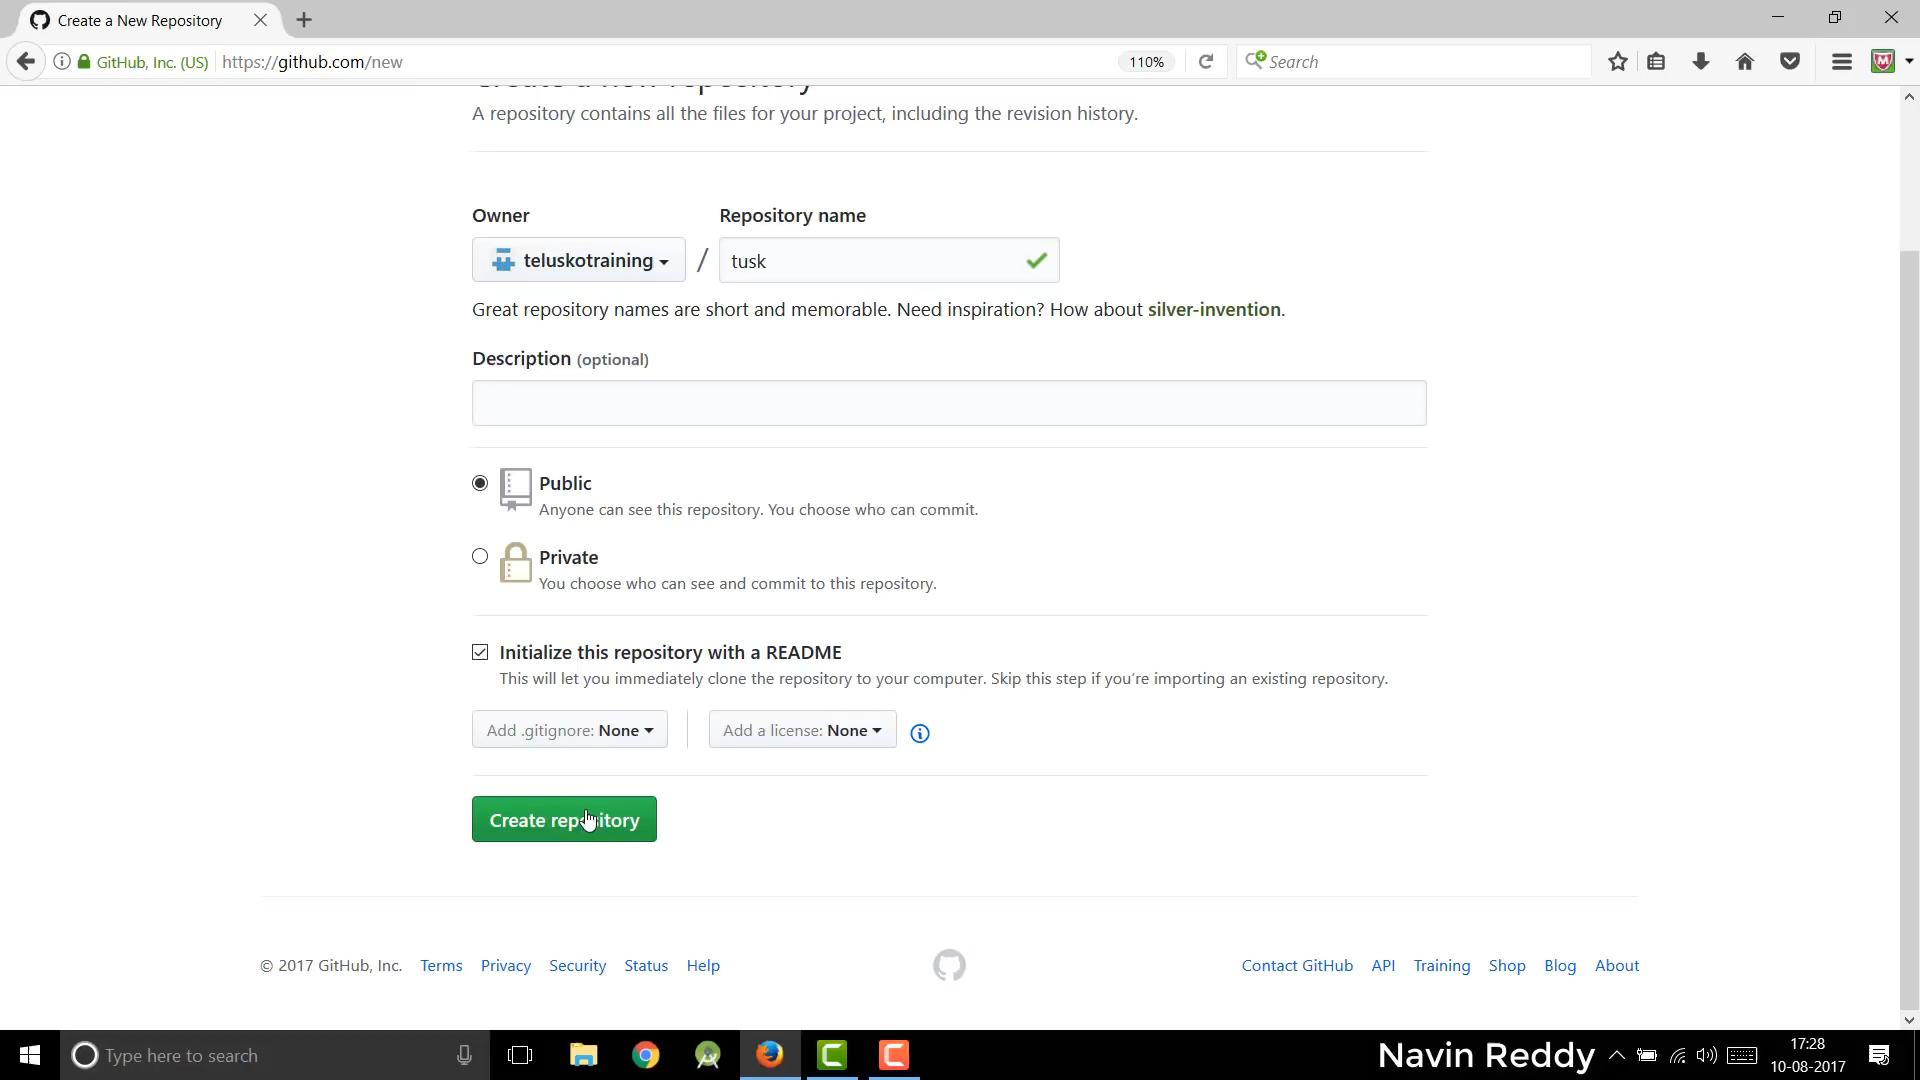 Create a New Repository
GitHub, Inc. (US)
https://github.com/new
110%
Search
Create a new repository
A repository contains all the files for your project, including the revision history.
Owner
Repository name
teluskotraining
/
tusk
Great repository names are short and memorable. Need inspiration? How about silver-invention.
Description (optional)
Public
Anyone can see this repository. You choose who can commit.
Private
You choose who can see and commit to this repository.
Initialize this repository with a README
This will let you immediately clone the repository to your computer. Skip this step if you're importing an existing repository.
Add .gitignore: None
Add a license: None
Create repository
© 2017 GitHub, Inc. Terms Privacy Security Status Help
Contact GitHub API Training Shop Blog About
Type here to search
Navin Reddy
17:28
10-08-2017